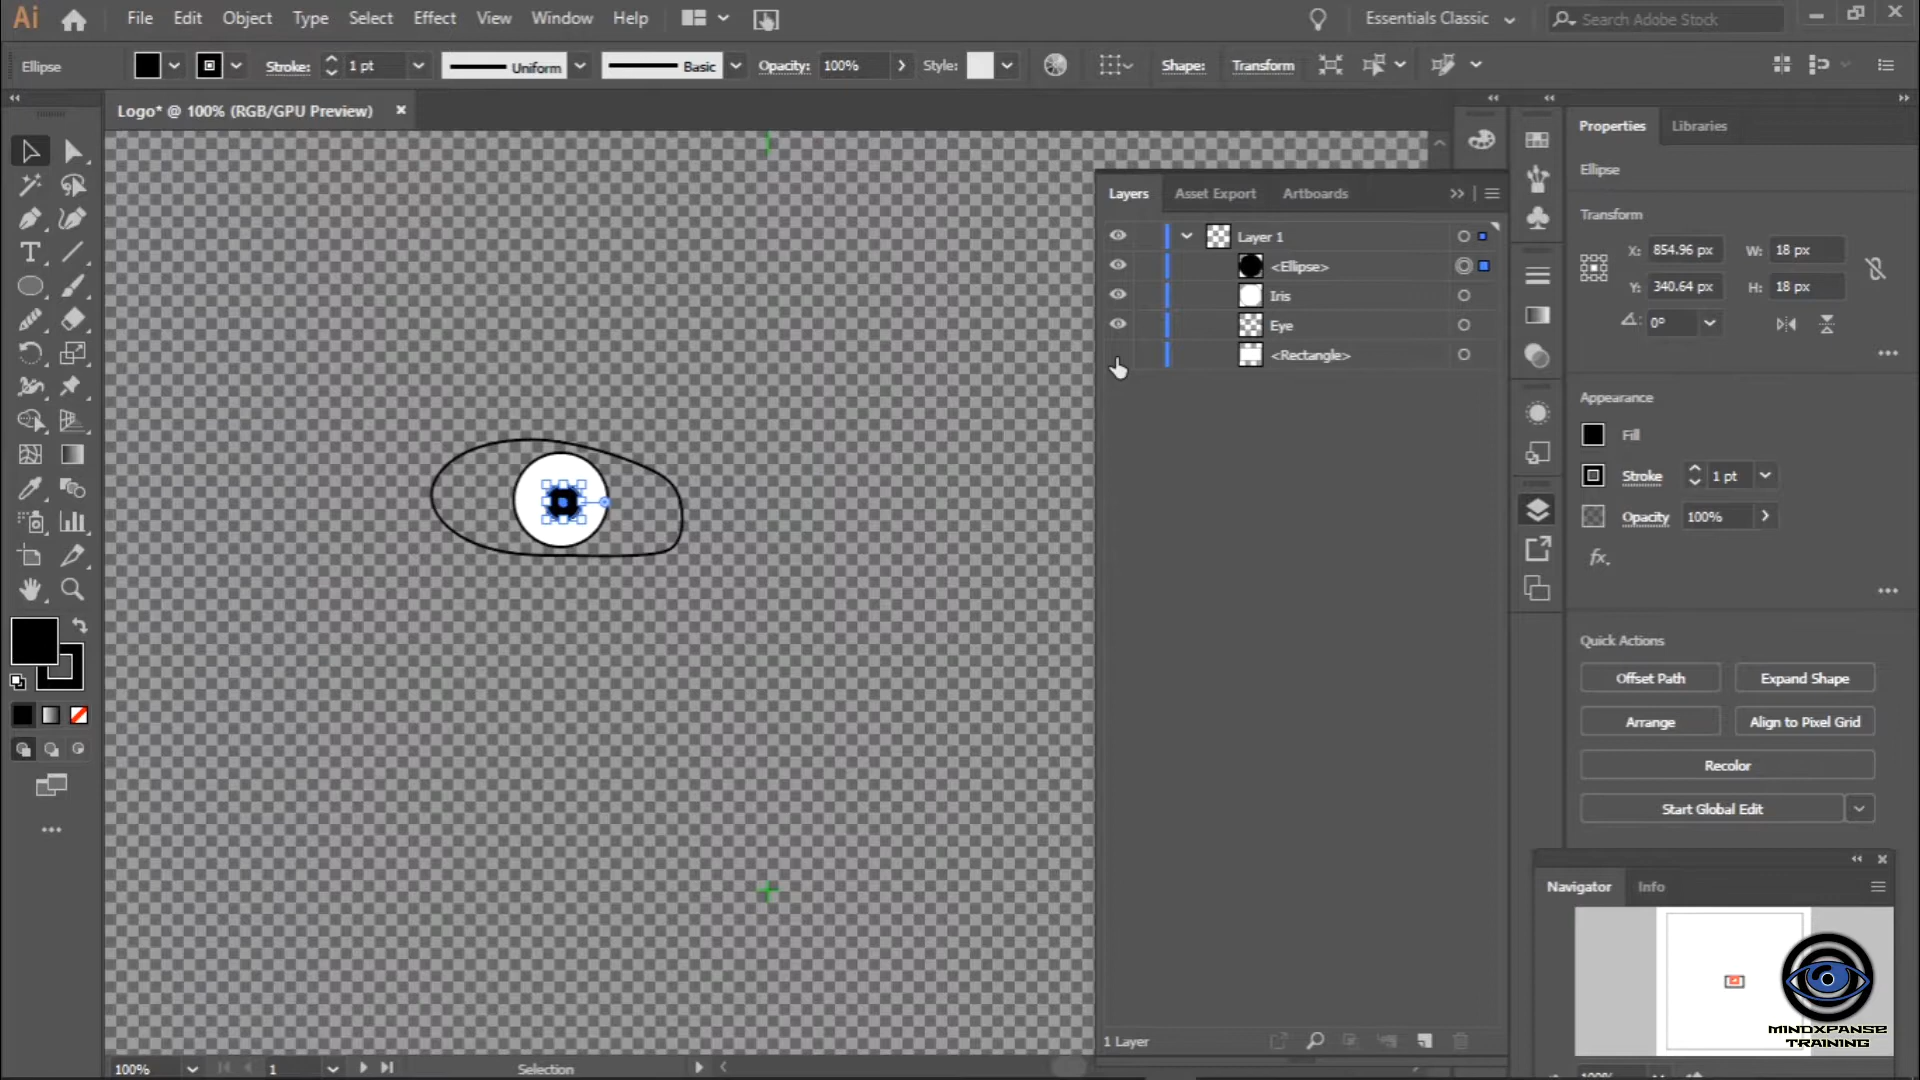 Ai File Edit Object Type Select Effect View Window Help Essentials Classic Search Adobe Stock
Ellipse Stroke: 1 pt Uniform Basic Opacity: 100% Style: Shape: Transform
Logo* @ 100% (RGB/GPU Preview)
Properties Libraries
Ellipse
Transform
X: 854.96 px W: 18 px
Y: 340.64 px H: 18 px
0°
Layers Asset Export Artboards
Layer 1
<Ellipse>
Iris
Eye
<Rectangle>
Appearance
Fill
Stroke 1 pt
Opacity 100%
fx.
Quick Actions
Offset Path Expand Shape
Arrange Align to Pixel Grid
Recolor
Start Global Edit
Navigator Info
MINDXPANSE
TRAINING
1 Layer
100% 1 Selection
100%